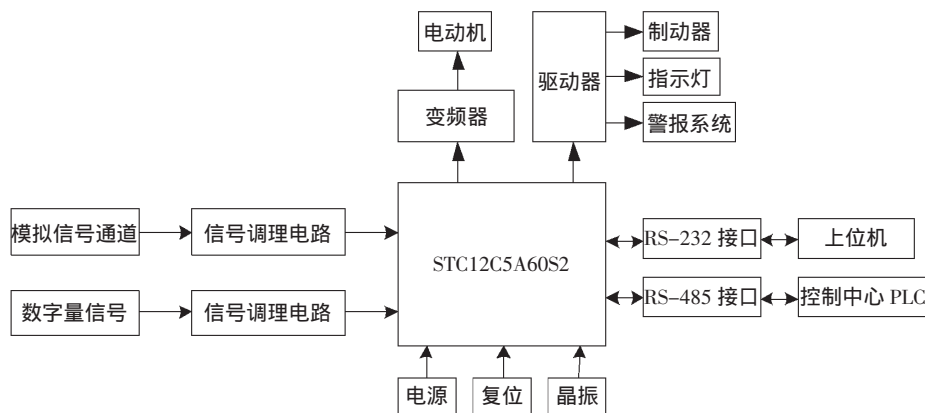 电动机
制动器
驱动器
指示灯
变频器
警报系统
模拟信号通道
信号调理电路
STC12C5A60S2
RS-232 接口
上位机
数字量信号
信号调理电路
RS-485 接口
控制中心 PLC
电源
复位
晶振